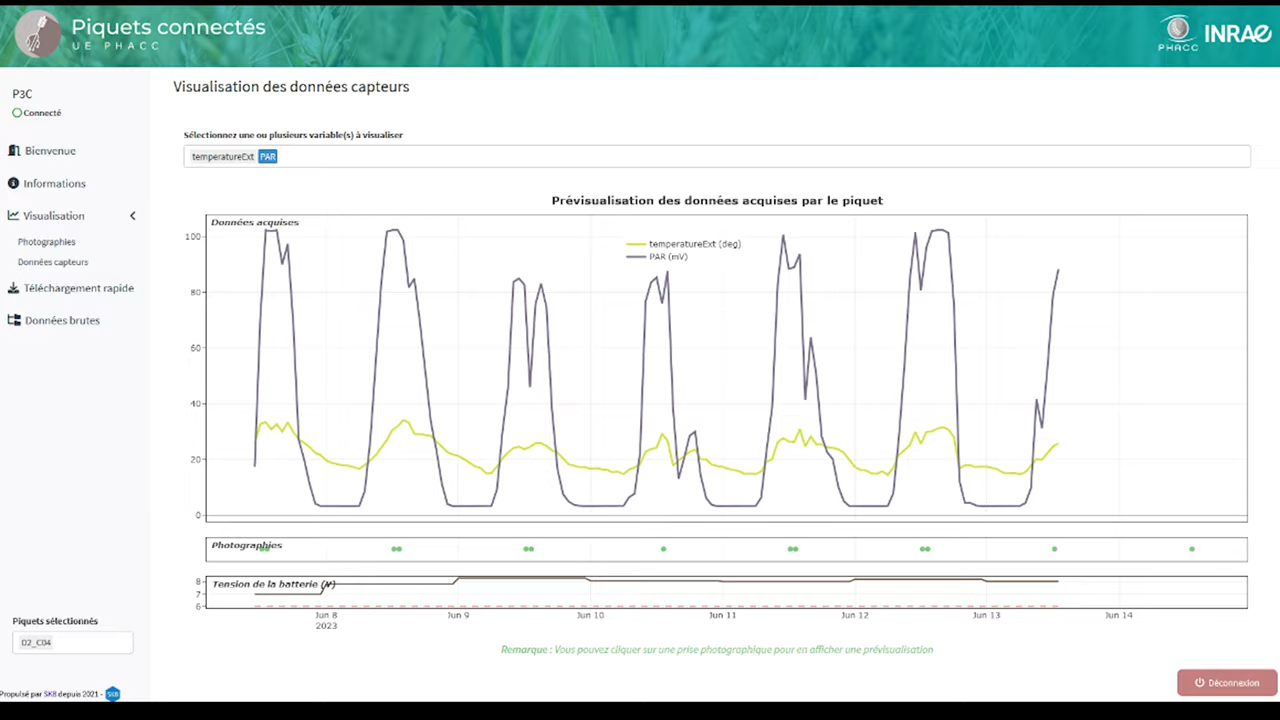 Piquets connectés
UE PHACC
PHACC
INRAE
P3C
Connecté
Bienvenue
Informations
Visualisation
Photographies
Données capteurs
Téléchargement rapide
Données brutes
Piquets sélectionnés
D2_C04
Propulsé par SK8 depuis 2021 -
SK8
Visualisation des données capteurs
Sélectionnez une ou plusieurs variable(s) à visualiser
temperatureExt PAR
Prévisualisation des données acquises par le piquet
Données acquises
temperatureExt (deg)
PAR (mV)
100
80
60
40
20
0
Photographies
Tension de la batterie (V)
8
7
6
Jun 8
2023
Jun 9
Jun 10
Jun 11
Jun 12
Jun 13
Jun 14
Remarque : Vous pouvez cliquer sur une prise photographique pour en afficher une prévisualisation
Déconnexion